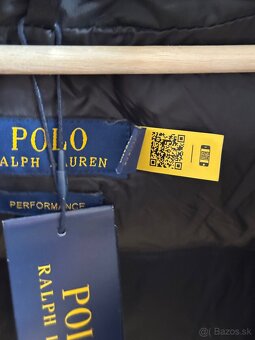 POLO
RALPH LAUREN
PERFORMANCE
POLO
RALPH L
© Bazos.sk